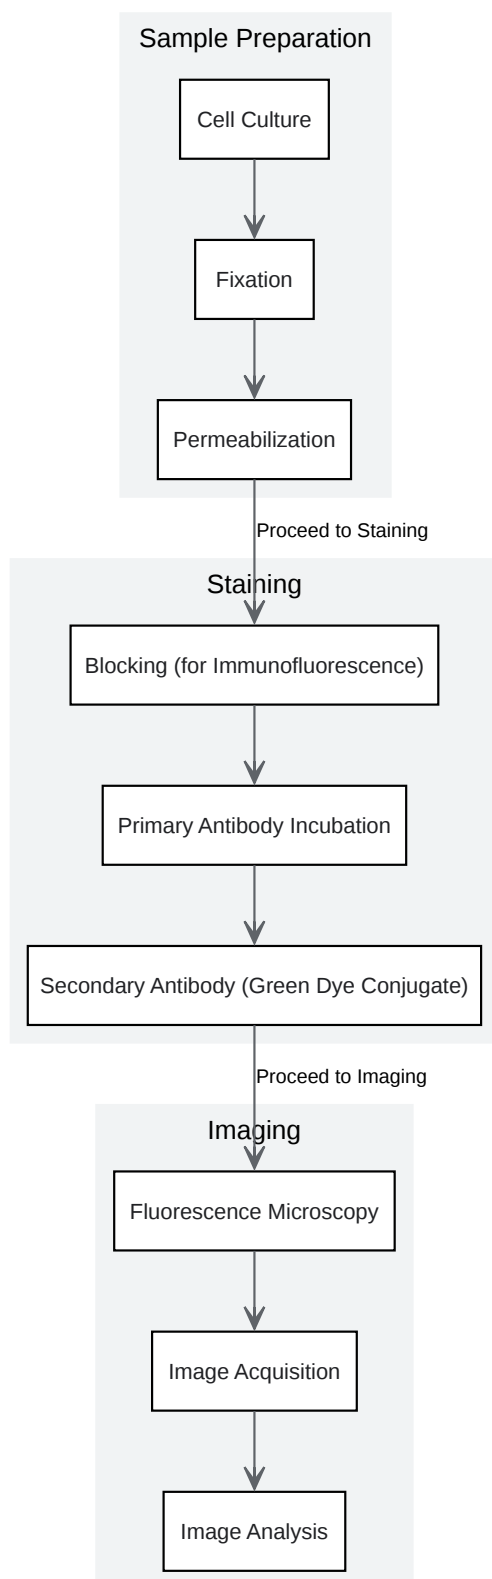 Sample Preparation
Cell Culture
Fixation
Permeabilization
Proceed to Staining
Staining
Blocking (for Immunofluorescence)
Primary Antibody Incubation
Secondary Antibody (Green Dye Conjugate)
Proceed to Imaging
Imaging
Fluorescence Microscopy
Image Acquisition
Image Analysis